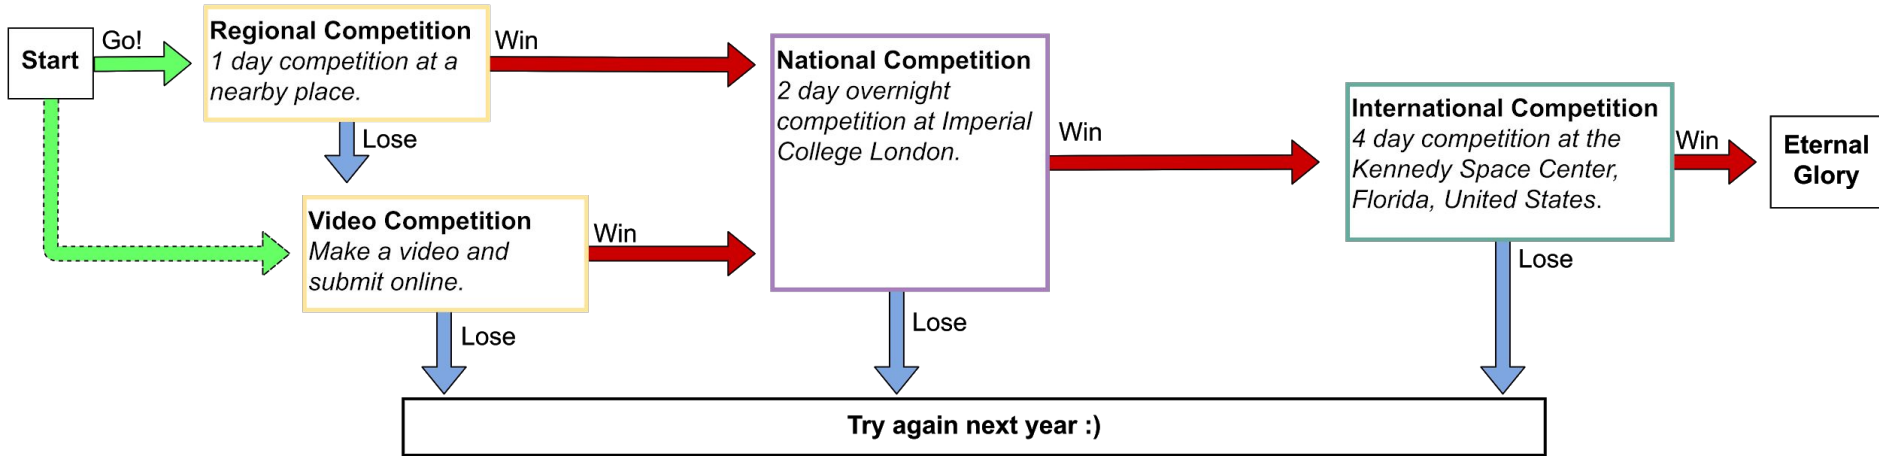 Start
Go!
Regional Competition
1 day competition at a
nearby place.
Win
Lose
Video Competition
Make a video and
submit online.
Win
Lose
National Competition
2 day overnight
competition at Imperial
College London.
Win
Lose
International Competition
4 day competition at the
Kennedy Space Center,
Florida, United States.
Win
Lose
Eternal
Glory
Try again next year :)